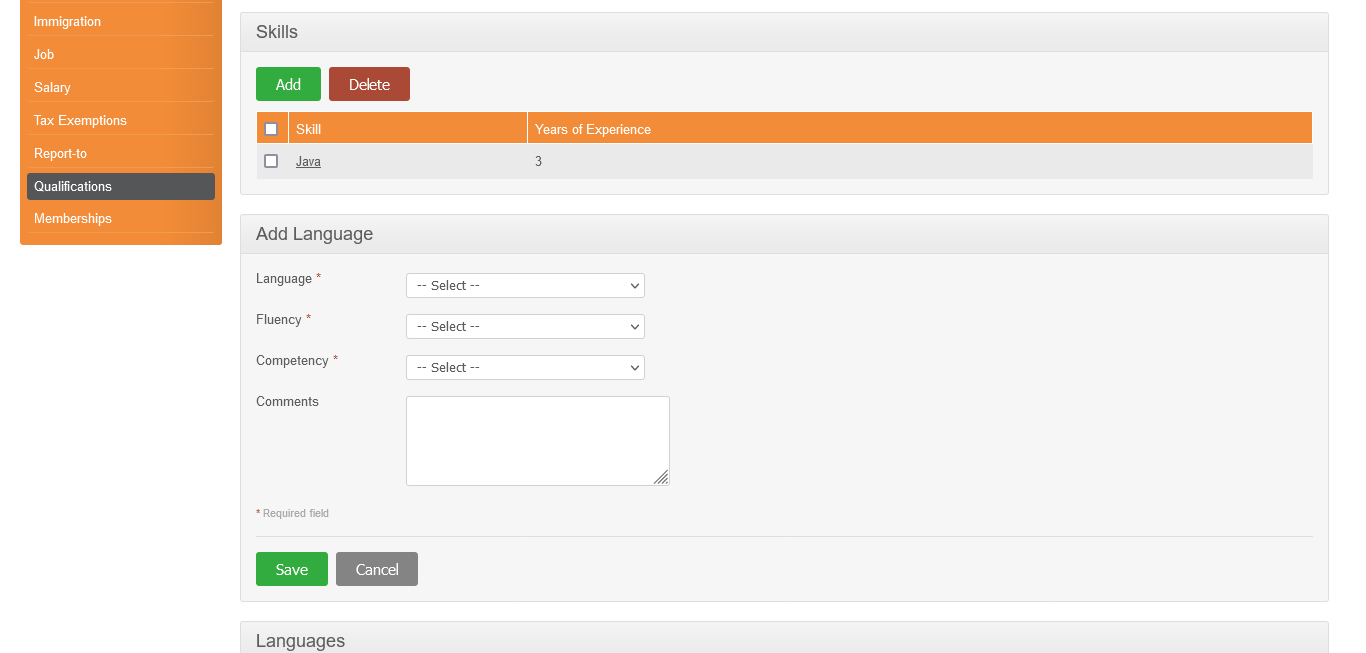 Immigration
Job
Salary
Tax Exemptions
Report-to
Qualifications
Memberships
Skills
Add Delete
Skill Years of Experience
Java 3
Add Language
Language * -- Select --
Fluency * -- Select --
Competency * -- Select --
Comments
* Required field
Save Cancel
Languages